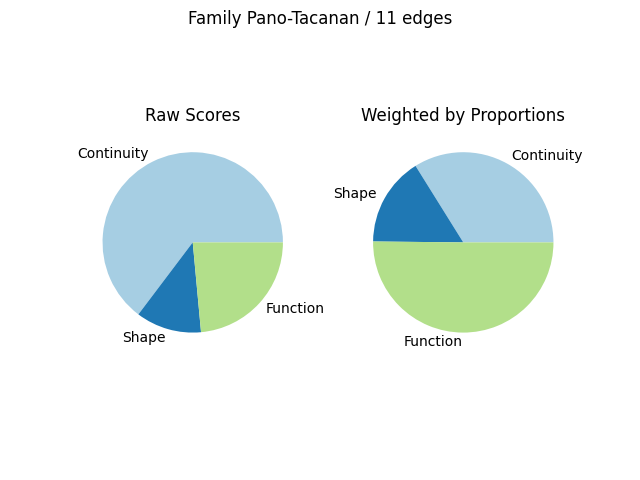 Family Pano-Tacanan / 11 edges
Raw Scores
Continuity
Shape
Function
Weighted by Proportions
Continuity
Shape
Function